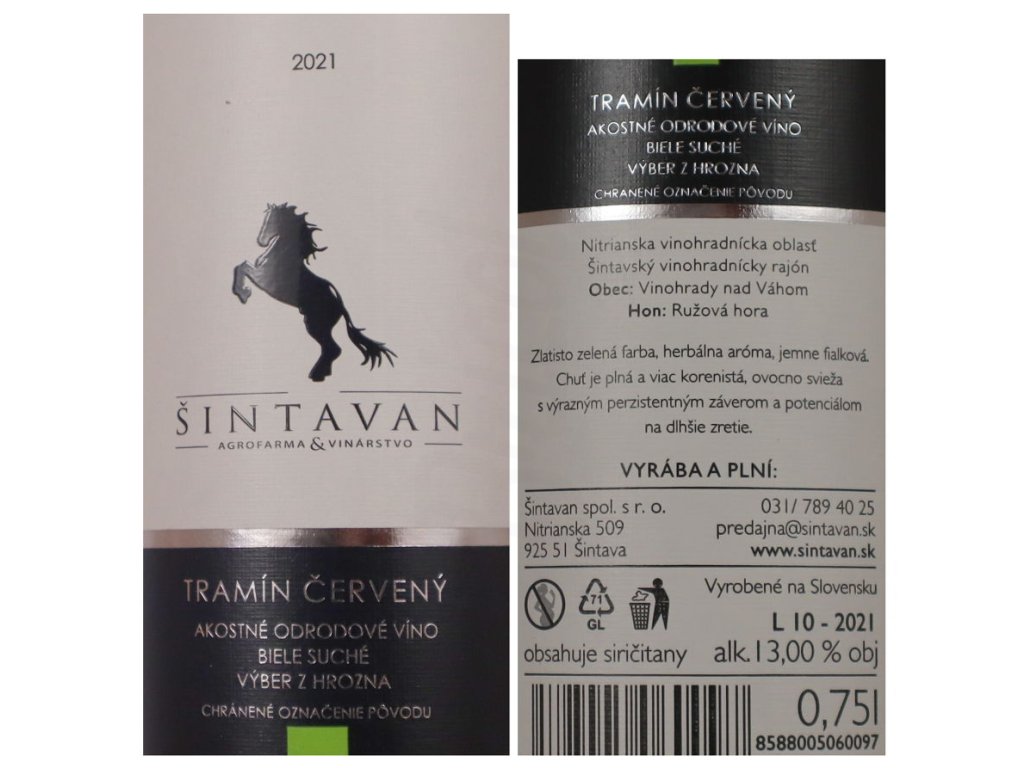 2021
ŠINTAVAN
AGROFARMA & VINÁRSTVO
TRAMÍN ČERVENÝ
AKOSTNÉ ODRODOVÉ VÍNO
BIELE SUCHÉ
VÝBER Z HROZNA
CHRÁNENÉ OZNAČENIE PÔVODU
TRAMÍN ČERVENÝ
AKOSTNÉ ODRODOVÉ VÍNO
BIELE SUCHÉ
VÝBER Z HROZNA
CHRÁNENÉ OZNAČENIE PÔVODU
Nitrianska vinohradnícka oblasť
Šintavský vinohradnícky rajón
Obec: Vinohrady nad Váhom
Hon: Ružová hora
Zlatisto zelená farba, herbálna aróma, jemne fialková.
Chuť je plná a viac korenistá, ovocno svieža
s výrazným perzistentným záverom a potenciálom
na dlhšie zretie.
VYRÁBA A PLNÍ:
Šintavan spol. s r. o. 031/ 789 40 25
Nitrianska 509 predajna@sintavan.sk
925 51 Šintava www.sintavan.sk
71
GL
Vyrobené na Slovensku
L 10 - 2021
obsahuje siričitany alk.13,00 % obj
0,75l
8588005060097